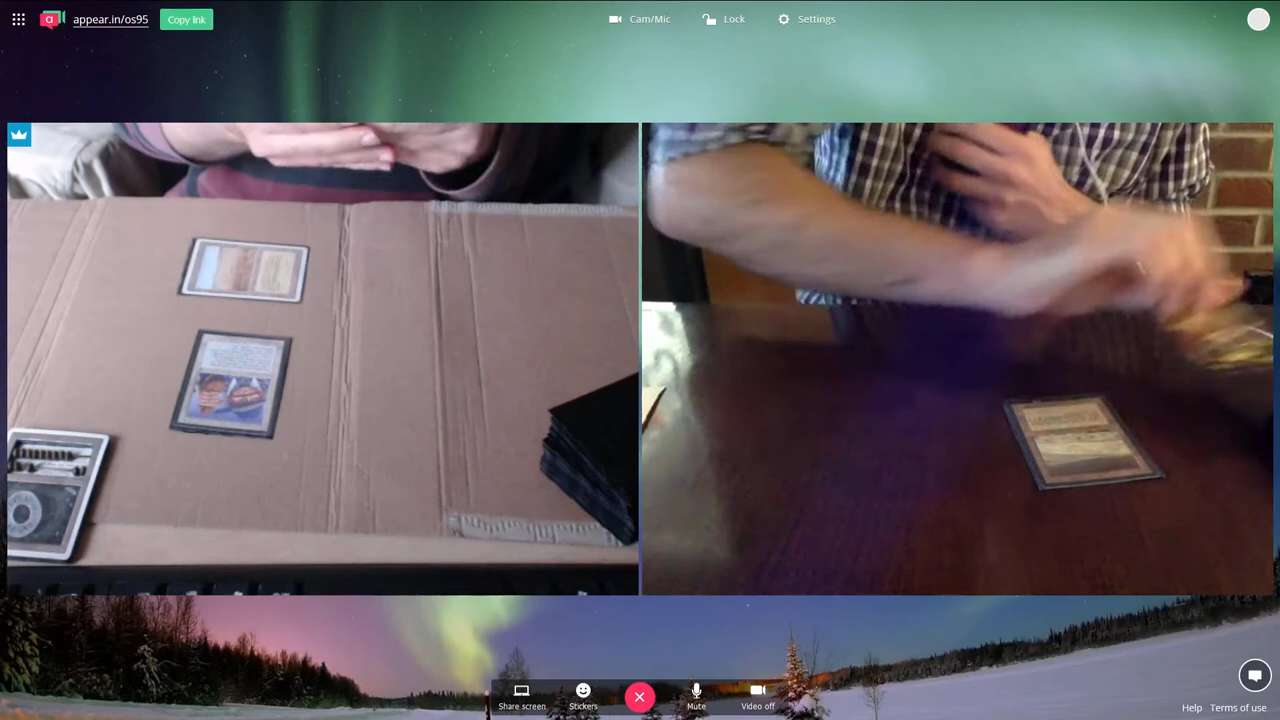 appear.in/os95
Copy link
Cam/Mic
Lock
Settings
Share screen
Stickers
Mute
Video off
Help
Terms of use